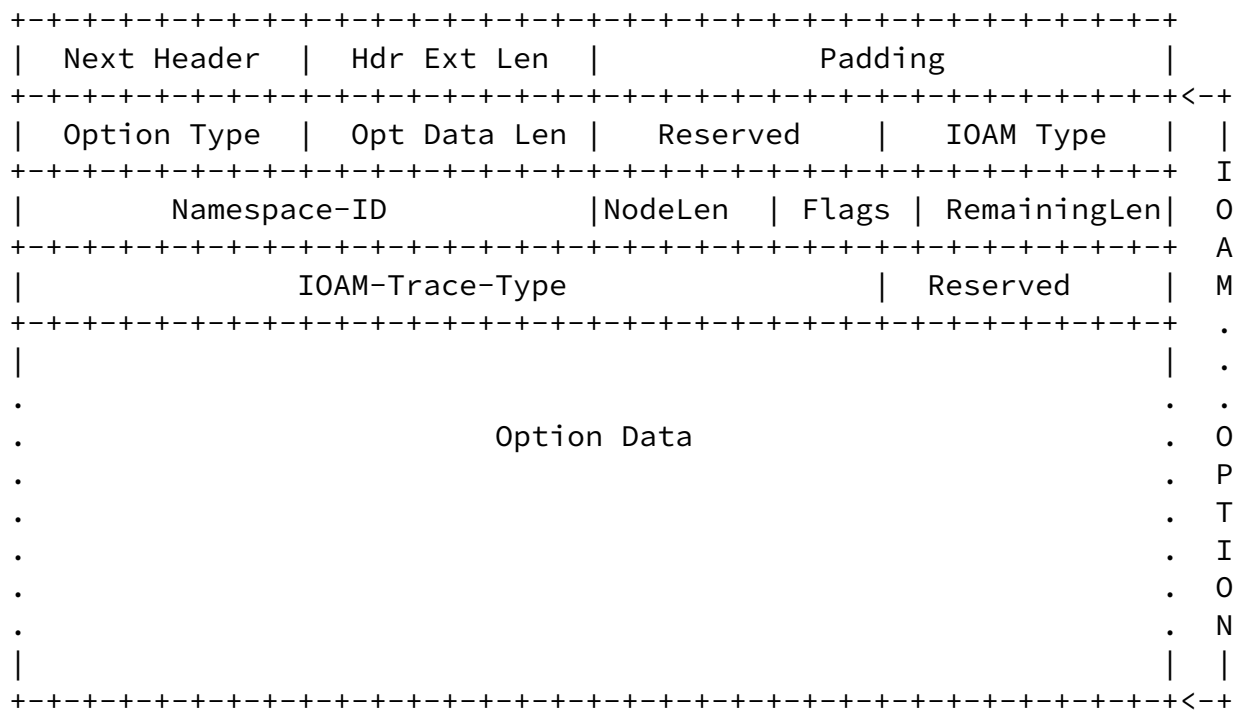 +-+-+-+-+-+-+-+-+-+-+-+-+-+-+-+-+-+-+-+-+-+-+-+-+-+-+-+-+-+-+-+-+
|  Next Header  |  Hdr Ext Len  |            Padding            |
+-+-+-+-+-+-+-+-+-+-+-+-+-+-+-+-+-+-+-+-+-+-+-+-+-+-+-+-+-+-+-+-+<-+
|  Option Type  |  Opt Data Len |   Reserved    |   IOAM Type   |  |
+-+-+-+-+-+-+-+-+-+-+-+-+-+-+-+-+-+-+-+-+-+-+-+-+-+-+-+-+-+-+-+-+  I
|        Namespace-ID           |NodeLen  | Flags | RemainingLen|  O
+-+-+-+-+-+-+-+-+-+-+-+-+-+-+-+-+-+-+-+-+-+-+-+-+-+-+-+-+-+-+-+-+  A
|               IOAM-Trace-Type                 |  Reserved     |  M
+-+-+-+-+-+-+-+-+-+-+-+-+-+-+-+-+-+-+-+-+-+-+-+-+-+-+-+-+-+-+-+-+  .
|                                                               |  .
.                                                               .  .
.                          Option Data                          .  O
.                                                               .  P
.                                                               .  T
.                                                               .  I
.                                                               .  O
.                                                               .  N
|                                                               |  |
+-+-+-+-+-+-+-+-+-+-+-+-+-+-+-+-+-+-+-+-+-+-+-+-+-+-+-+-+-+-+-+-+<-+